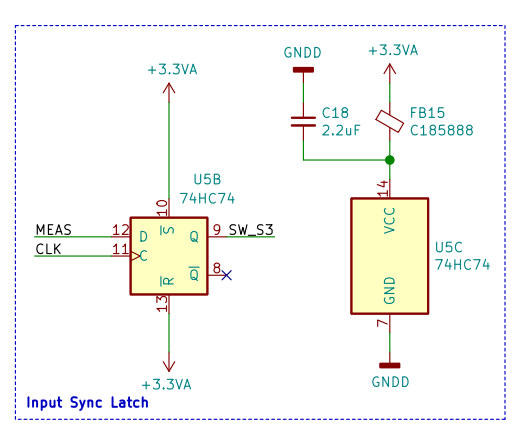 GNDD
+3.3VA
+3.3VA
C18
2.2uF
FB15
C185888
U5B
74HC74
10
14
S
VCC
MEAS
12
D
Q
9
SW_S3
CLK
11
C
U5C
74HC74
8
Q
R
GND
13
7
+3.3VA
GNDD
Input Sync Latch